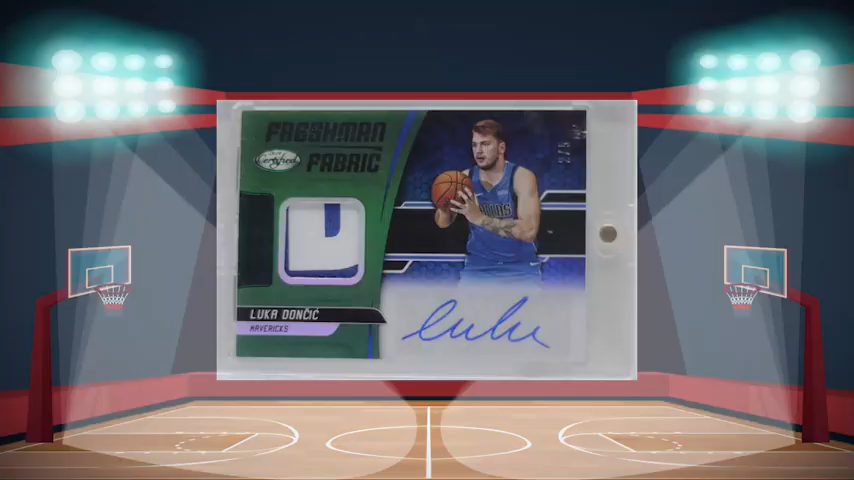 FRESHMAN
FABRIC
Certified
LUKA DONČIĆ
MAVERICKS